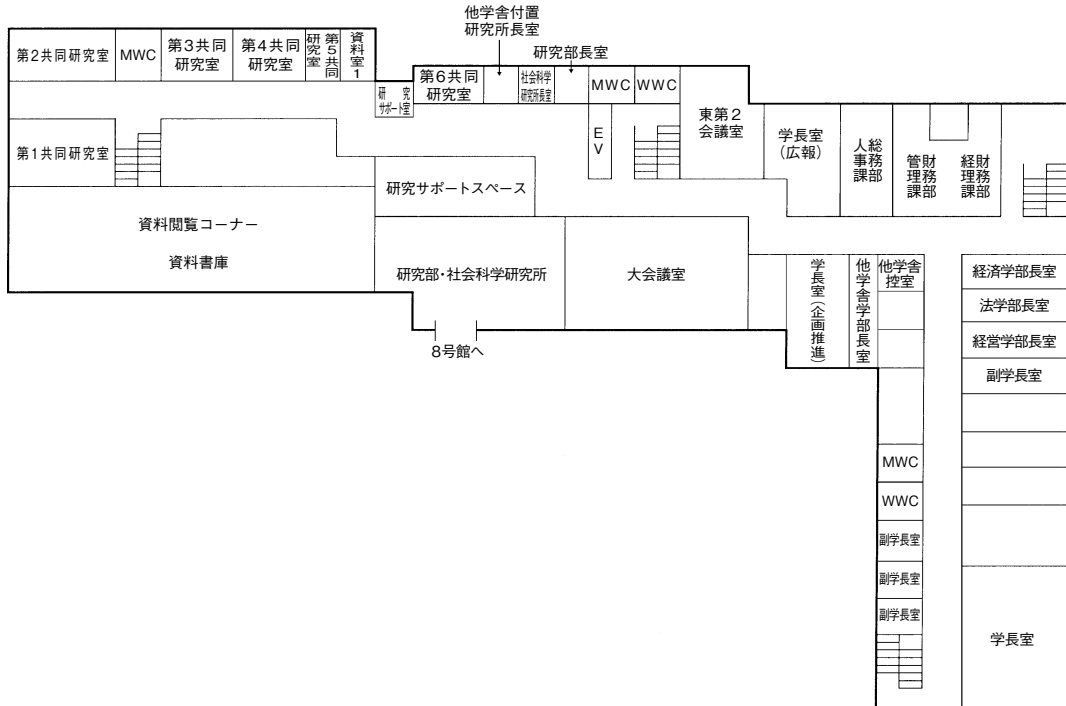 他学舎付置
研究所長室
研究部長室
第2共同研究室
MWC
第3共同
研究室
第4共同
研究室
第5共同
研究室
資料室1
研究
サポート室
第6共同
研究室
社会科学
研究所長室
MWC
WWC
東第2
会議室
EV
学長室
(広報)
総務部
人事課
財務部
管理課
財務部
経理課
第1共同研究室
研究サポートスペース
資料閲覧コーナー
資料書庫
研究部・社会科学研究所
大会議室
8号館へ
学長室(企画推進)
他学舎学部長室
他学舎
控室
経済学部長室
法学部長室
経営学部長室
副学長室
MWC
WWC
副学長室
副学長室
副学長室
学長室